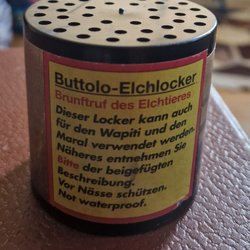 Buttolo-Elchlocker
Brunftruf des Elchtieres
Dieser Locker kann auch
für den Wapiti und den
Maral verwendet werden.
Näheres entnehmen Sie
Bitte der beigefügten
Beschreibung.
Vor Nässe schützen.
Not waterproof.